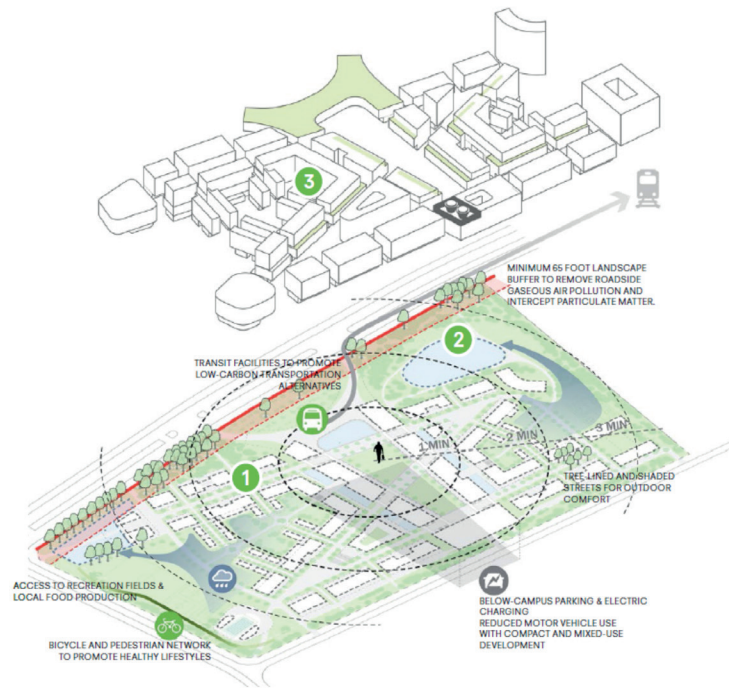 3
MINIMUM 65 FOOT LANDSCAPE
BUFFER TO REMOVE ROADSIDE
GASEOUS AIR POLLUTION AND
INTERCEPT PARTICULATE MATTER.
2
TRANSIT FACILITIES TO PROMOTE
LOW-CARBON TRANSPORTATION
ALTERNATIVES
1 MIN
2 MIN
3 MIN
1
TREE-LINED AND SHADED
STREETS FOR OUTDOOR
COMFORT
ACCESS TO RECREATION FIELDS &
LOCAL FOOD PRODUCTION
BICYCLE AND PEDESTRIAN NETWORK
TO PROMOTE HEALTHY LIFESTYLES
BELOW-CAMPUS PARKING & ELECTRIC
CHARGING
REDUCED MOTOR VEHICLE USE
WITH COMPACT AND MIXED-USE
DEVELOPMENT